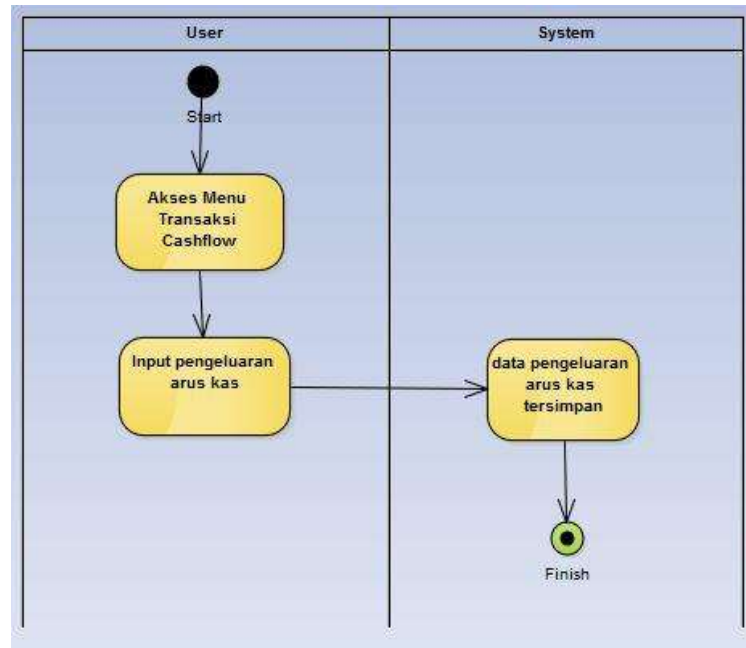 User
System
Start
Akses Menu
Transaksi
Cashflow
Input pengeluaran
arus kas
data pengeluaran
arus kas
tersimpan
Finish